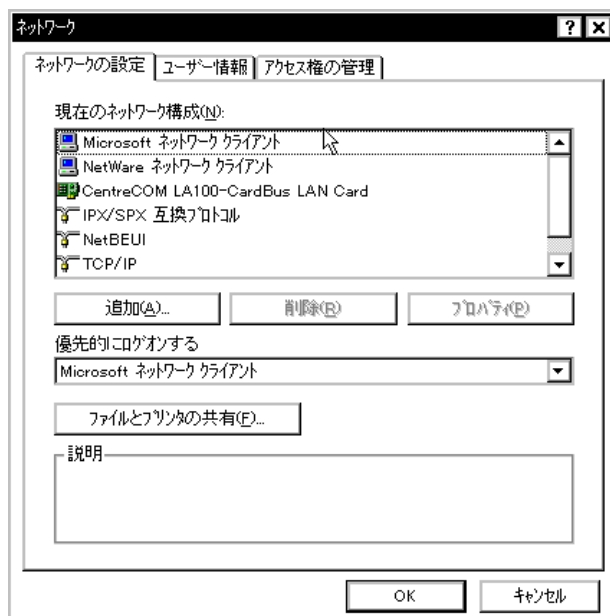 ネットワーク
ネットワークの設定 ユーザー情報 アクセス権の管理
現在のネットワーク構成(N):
Microsoft ネットワーク クライアント
NetWare ネットワーク クライアント
CentreCOM LA100-CardBus LAN Card
IPX/SPX 互換プロトコル
NetBEUI
TCP/IP
追加(A)... 削除(R) プロパティ(P)
優先的にログオンする
Microsoft ネットワーク クライアント
ファイルとプリンタの共有(F)...
説明
OK キャンセル